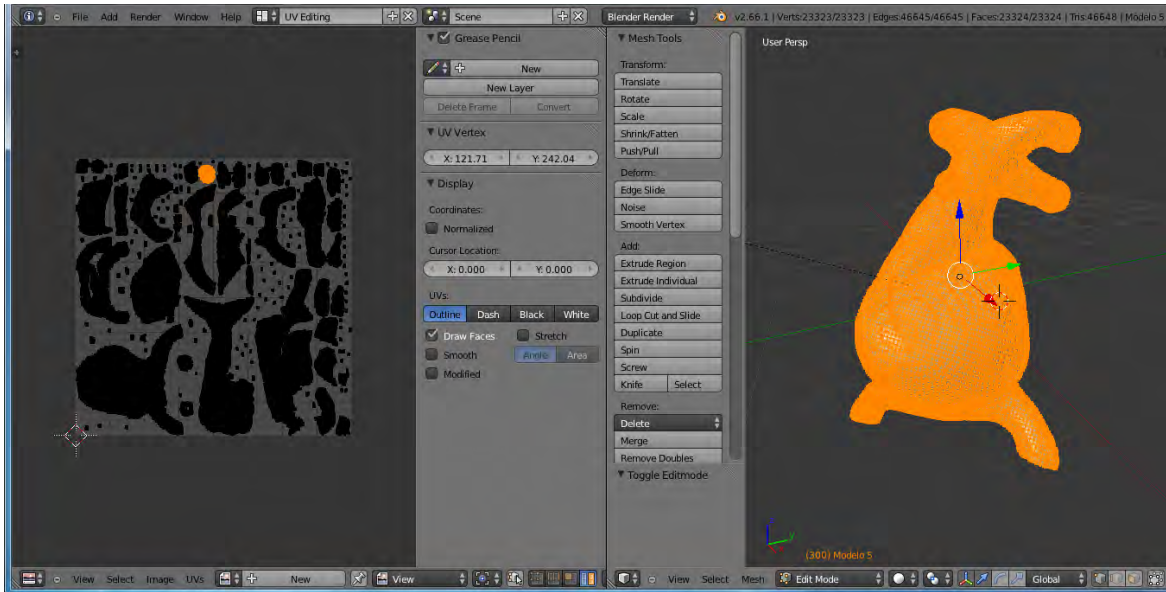 File Add Render Window Help UV Editing Scene Blender Render v2.66.1 | Verts:23323/23323 | Edges:46645/46645 | Faces:23324/23324 | Tris:46648 | Modelo 5
Grease Pencil
New
New Layer
Delete Frame Convert
UV Vertex
X: 121.71 Y: 242.04
Display
Coordinates:
Normalized
Cursor Location:
X: 0.000 Y: 0.000
UVs:
Outline Dash Black White
Draw Faces Stretch
Smooth Angle Area
Modified
Mesh Tools
Transform:
Translate
Rotate
Scale
Shrink/Fatten
Push/Pull
Deform:
Edge Slide
Noise
Smooth Vertex
Add:
Extrude Region
Extrude Individual
Subdivide
Loop Cut and Slide
Duplicate
Spin
Screw
Knife Select
Remove:
Delete
Merge
Remove Doubles
Toggle Editmode
User Persp
(300) Modelo 5
View Select Image UVs New View
View Select Mesh Edit Mode Global